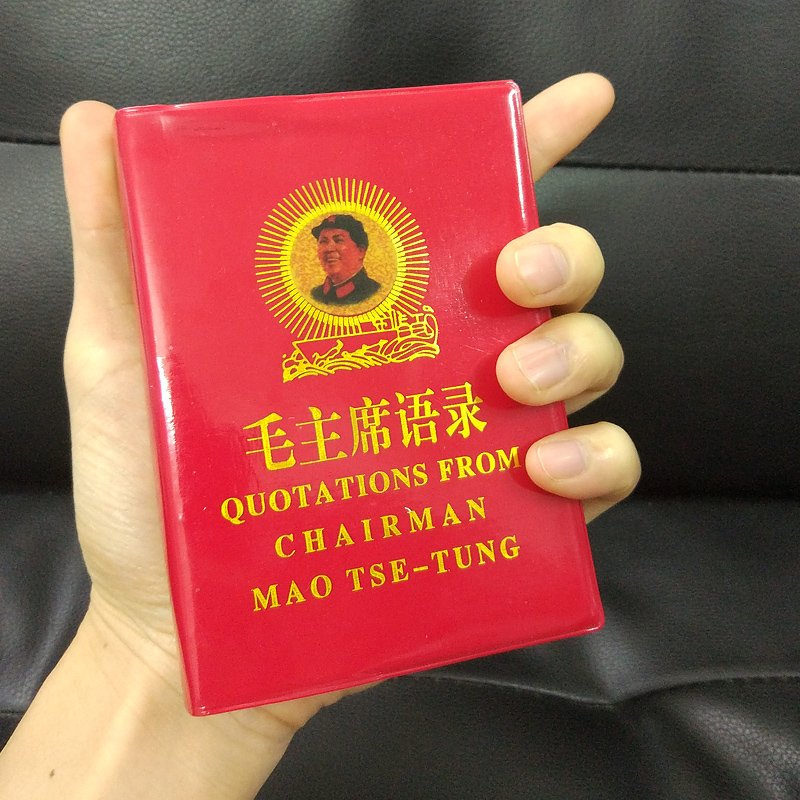 毛主席语录
QUOTATIONS FROM
CHAIRMAN
MAO TSE-TUNG